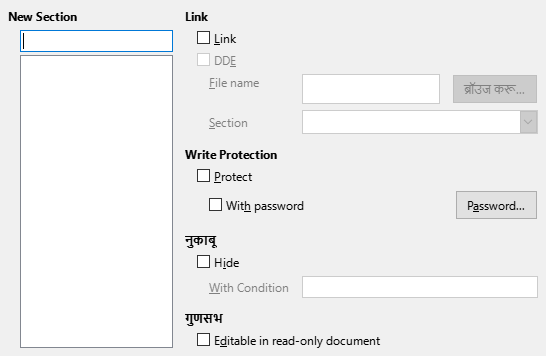 New Section
Link
Link
DDE
File name
ब्रॉउज करू...
Section
Write Protection
Protect
With password
Password...
नुकाबू
Hide
With Condition
गुणसभ
Editable in read-only document